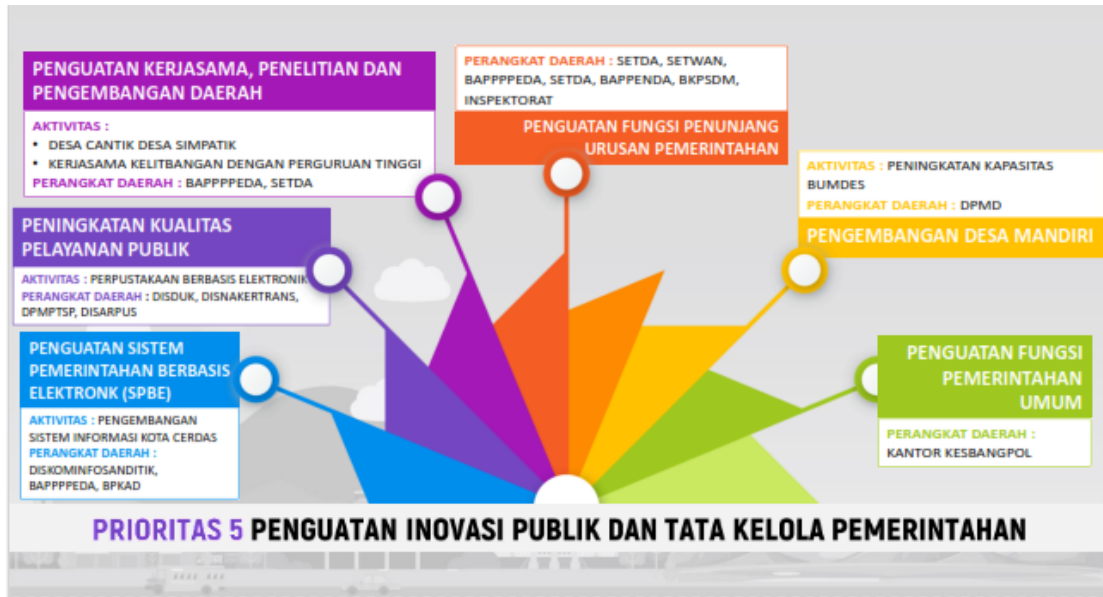 PENGUATAN KERJASAMA, PENELITIAN DAN
PENGEMBANGAN DAERAH
AKTIVITAS :
• DESA CANTIK DESA SIMPATIK
• KERJASAMA KELITBANGAN DENGAN PERGURUAN TINGGI
PERANGKAT DAERAH : BAPPPPEDA, SETDA
PERANGKAT DAERAH : SETDA, SETWAN,
BAPPPPEDA, SETDA, BAPPENDA, BKPSDM,
INSPEKTORAT
PENGUATAN FUNGSI PENUNJANG
URUSAN PEMERINTAHAN
AKTIVITAS : PENINGKATAN KAPASITAS
BUMDES
PERANGKAT DAERAH : DPMD
PENGEMBANGAN DESA MANDIRI
PENINGKATAN KUALITAS
PELAYANAN PUBLIK
AKTIVITAS : PERPUSTAKAAN BERBASIS ELEKTRONIK
PERANGKAT DAERAH : DISDUK, DISNAKERTRANS,
DPMPTSP, DISARPUS
PENGUATAN SISTEM
PEMERINTAHAN BERBASIS
ELEKTRONK (SPBE)
AKTIVITAS : PENGEMBANGAN
SISTEM INFORMASI KOTA CERDAS
PERANGKAT DAERAH :
DISKOMINFOSANDITIK,
BAPPPPEDA, BPKAD
PENGUATAN FUNGSI
PEMERINTAHAN
UMUM
PERANGKAT DAERAH :
KANTOR KESBANGPOL
PRIORITAS 5 PENGUATAN INOVASI PUBLIK DAN TATA KELOLA PEMERINTAHAN